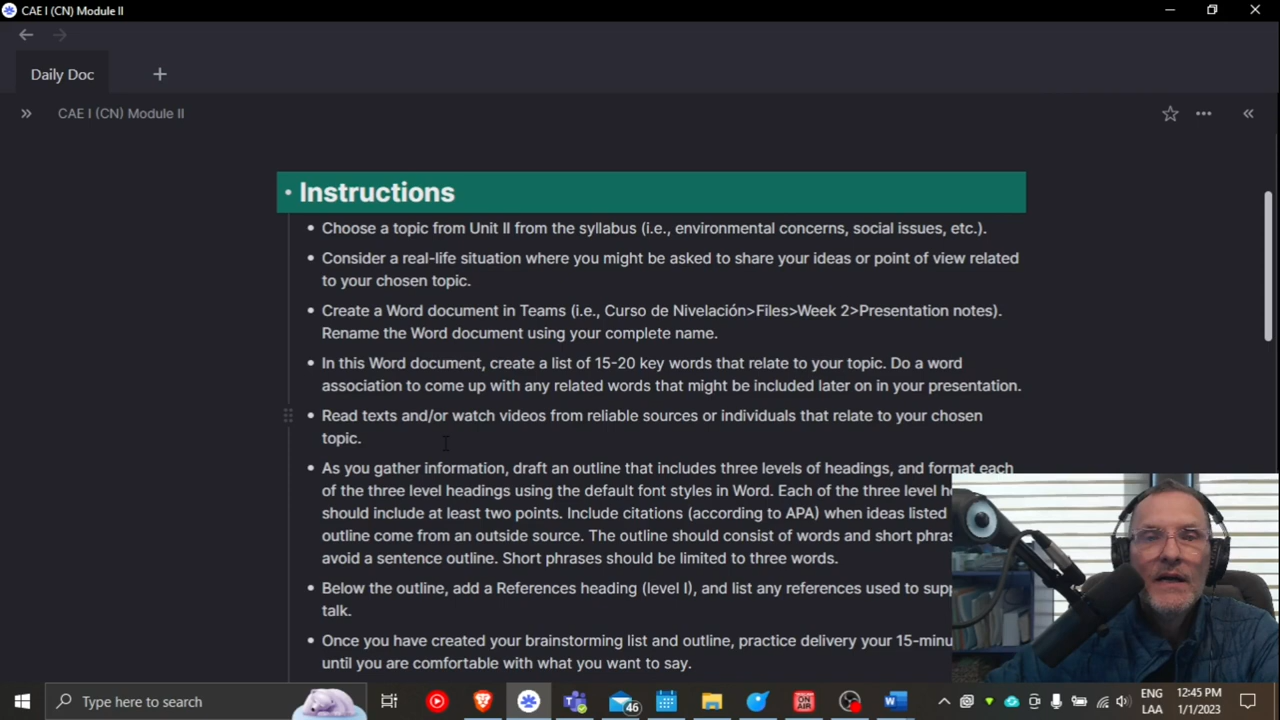 CAE I (CN) Module II
Daily Doc
CAE I (CN) Module II
• Instructions
• Choose a topic from Unit II from the syllabus (i.e., environmental concerns, social issues, etc.).
• Consider a real-life situation where you might be asked to share your ideas or point of view related
to your chosen topic.
• Create a Word document in Teams (i.e., Curso de Nivelación>Files>Week 2>Presentation notes).
Rename the Word document using your complete name.
• In this Word document, create a list of 15-20 key words that relate to your topic. Do a word
association to come up with any related words that might be included later on in your presentation.
• Read texts and/or watch videos from reliable sources or individuals that relate to your chosen
topic.
• As you gather information, draft an outline that includes three levels of headings, and format each
of the three level headings using the default font styles in Word. Each of the three level
should include at least two points. Include citations (according to APA) when ideas listed
outline come from an outside source. The outline should consist of words and short
avoid a sentence outline. Short phrases should be limited to three words.
• Below the outline, add a References heading (level I), and list any references used to
talk.
• Once you have created your brainstorming list and outline, practice delivery your
until you are comfortable with what you want to say.
Type here to search
46
ON AIR
ENG
LAA
12:45 PM
1/1/2023